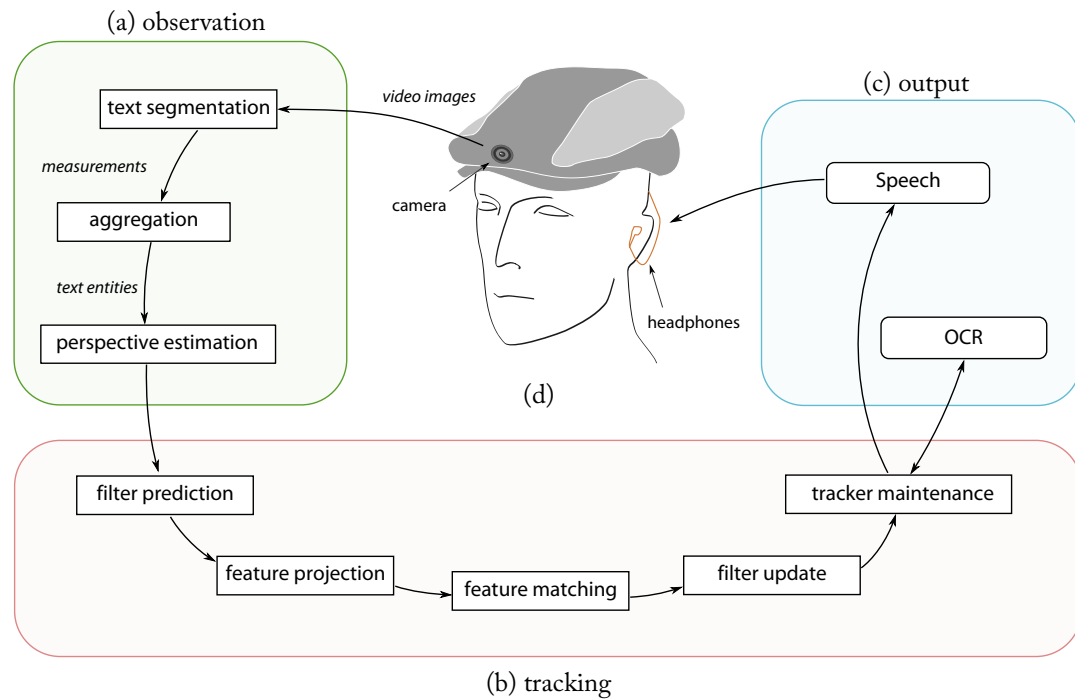 (a) observation
text segmentation
measurements
aggregation
text entities
perspective estimation
video images
camera
headphones
(d)
(c) output
Speech
OCR
filter prediction
feature projection
feature matching
filter update
tracker maintenance
(b) tracking